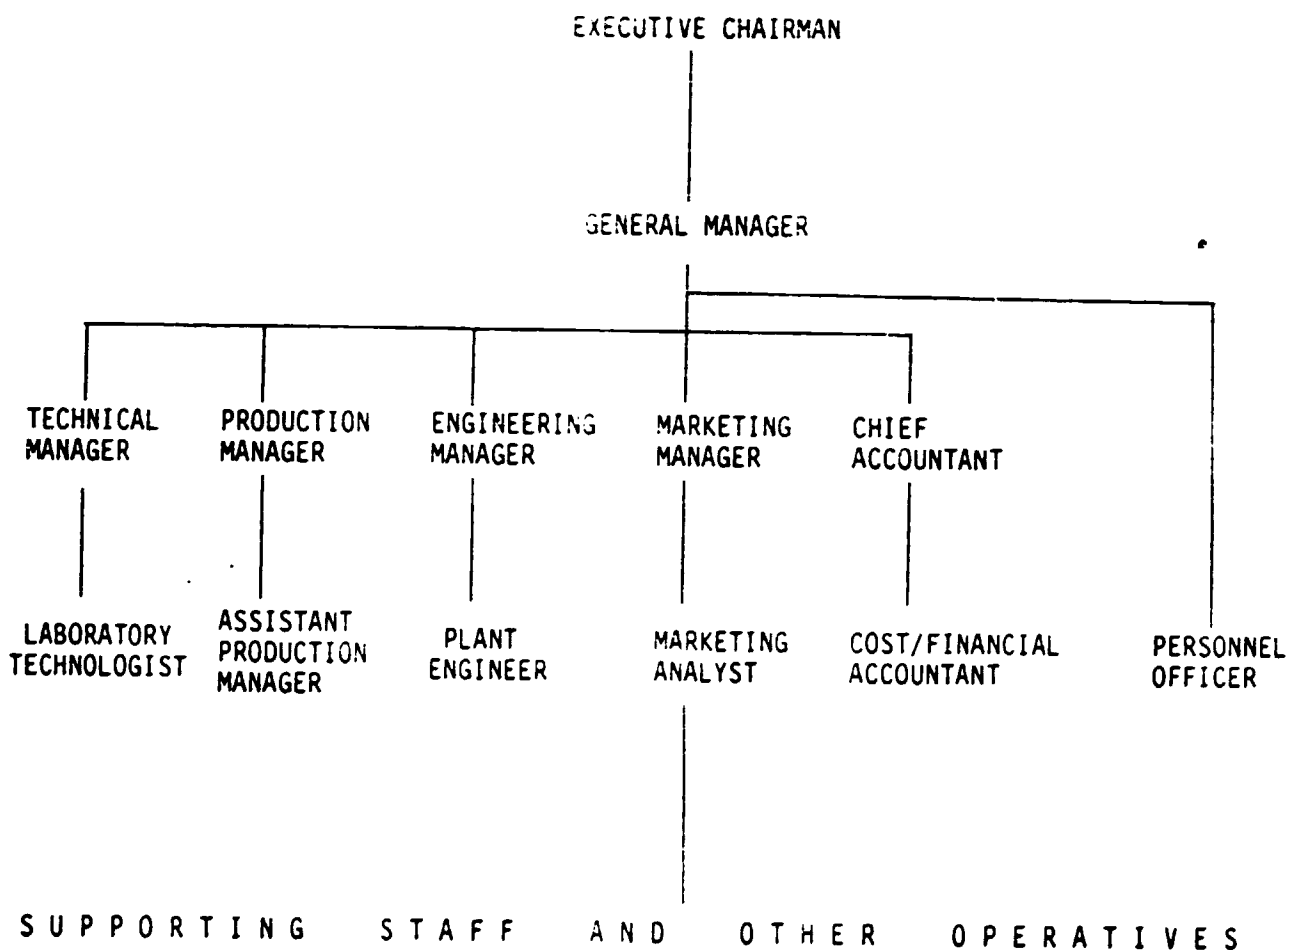 EXECUTIVE CHAIRMAN
GENERAL MANAGER
TECHNICAL
MANAGER
PRODUCTION
MANAGER
ENGINEERING
MANAGER
MARKETING
MANAGER
CHIEF
ACCOUNTANT
LABORATORY
TECHNOLOGIST
ASSISTANT
PRODUCTION
MANAGER
PLANT
ENGINEER
MARKETING
ANALYST
COST/FINANCIAL
ACCOUNTANT
PERSONNEL
OFFICER
SUPPORTING STAFF AND OTHER OPERATIVES